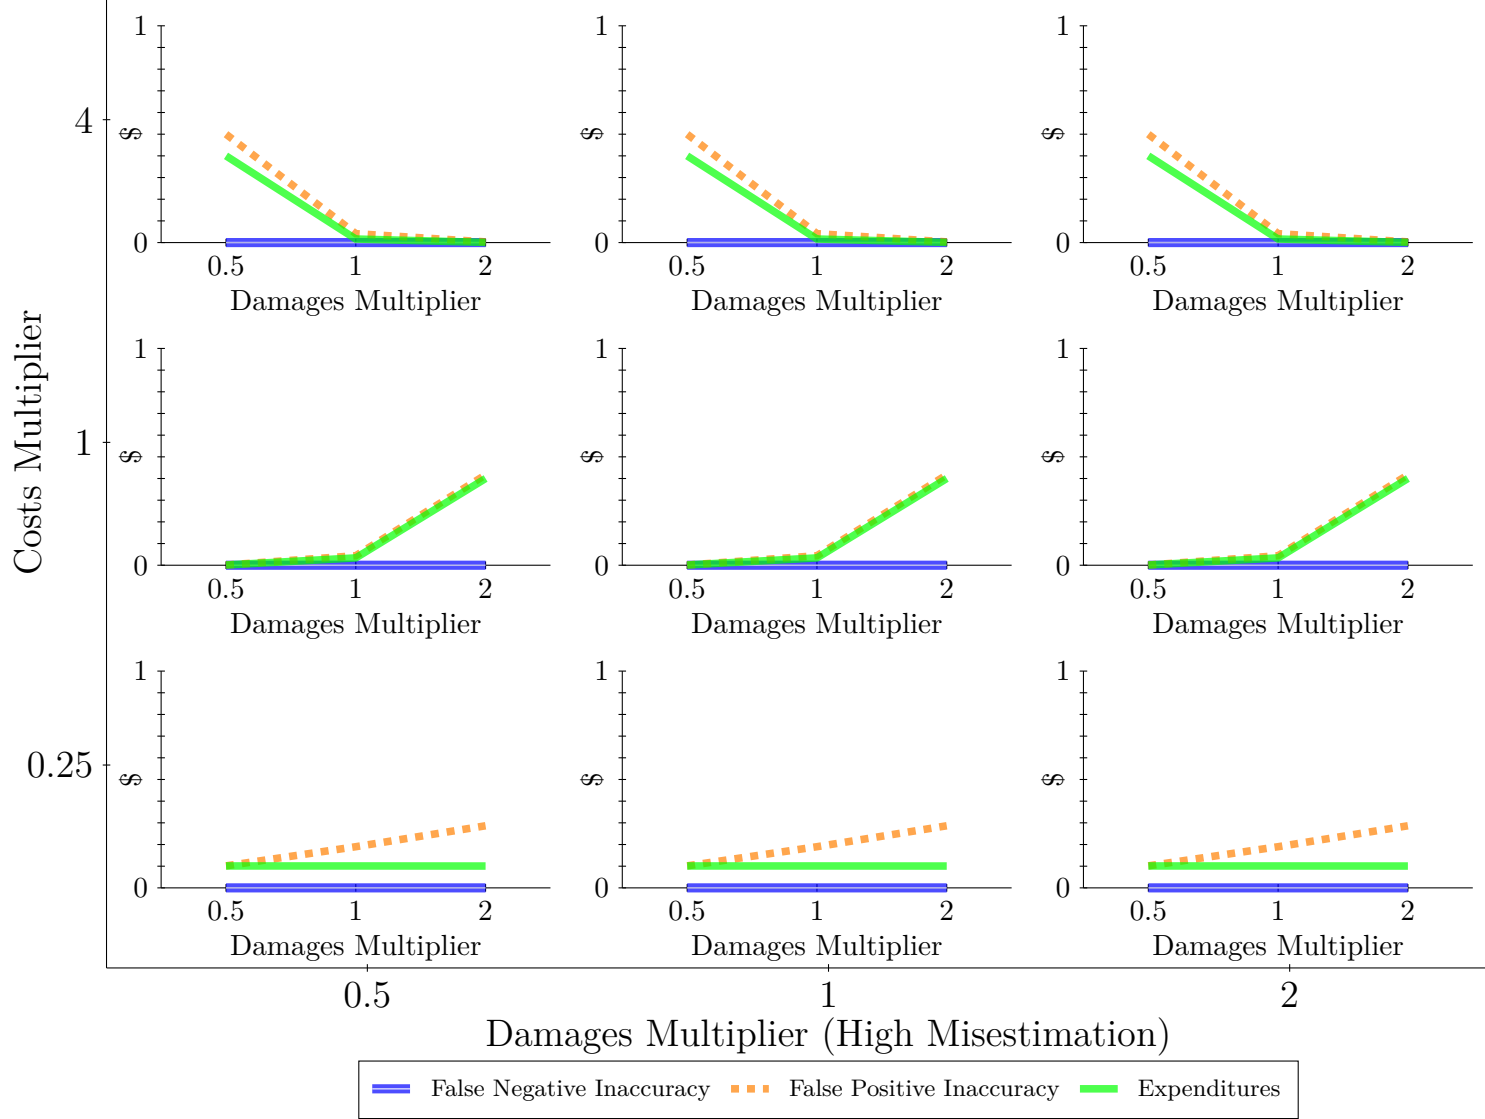 1 1 1
4 $ $ $
0 0 0
0.5 1 2 0.5 1 2 0.5 1 2
Damages Multiplier Damages Multiplier Damages Multiplier
Costs Multiplier
1 1 1
1 $ $ $
0 0 0
0.5 1 2 0.5 1 2 0.5 1 2
Damages Multiplier Damages Multiplier Damages Multiplier
1 1 1
0.25 $ $ $
0 0 0
0.5 1 2 0.5 1 2 0.5 1 2
Damages Multiplier Damages Multiplier Damages Multiplier
0.5 1 2
Damages Multiplier (High Misestimation)
False Negative Inaccuracy False Positive Inaccuracy Expenditures